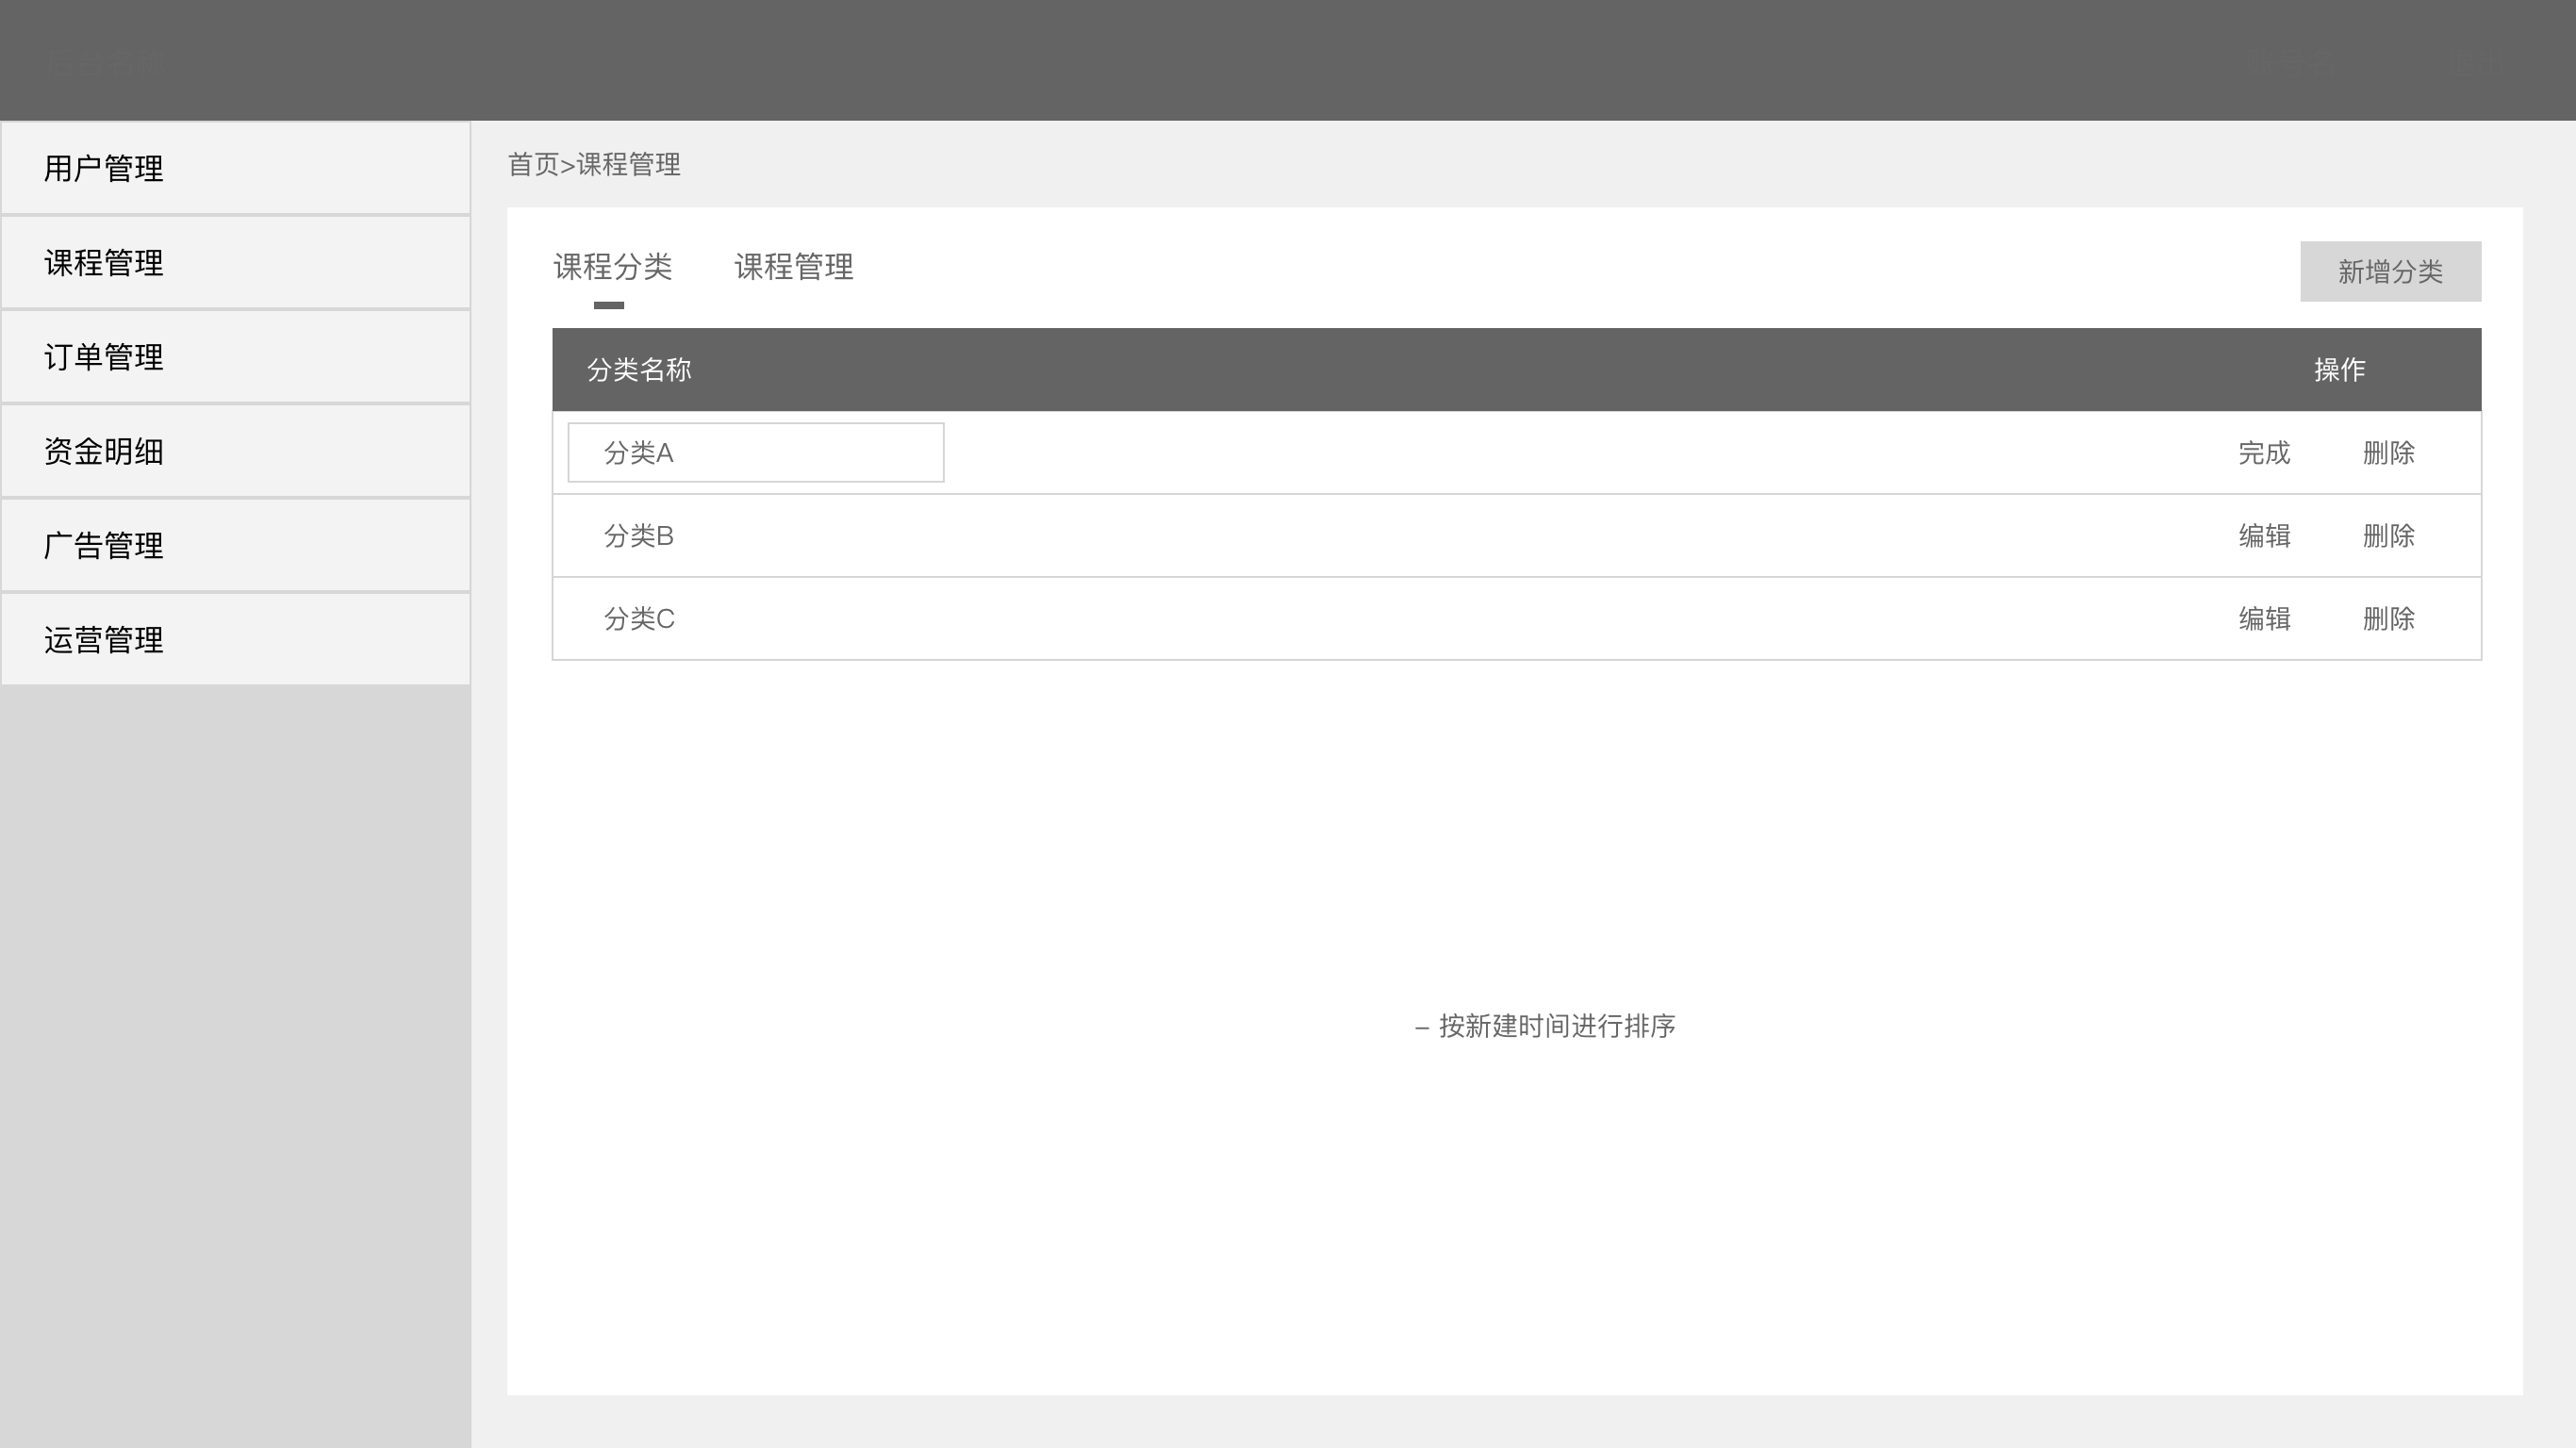 首页>课程管理
用户管理
课程管理
订单管理
资金明细
广告管理
运营管理
课程分类 课程管理 新增分类
分类名称 操作
分类A 完成 删除
分类B 编辑 删除
分类C 编辑 删除
– 按新建时间进行排序